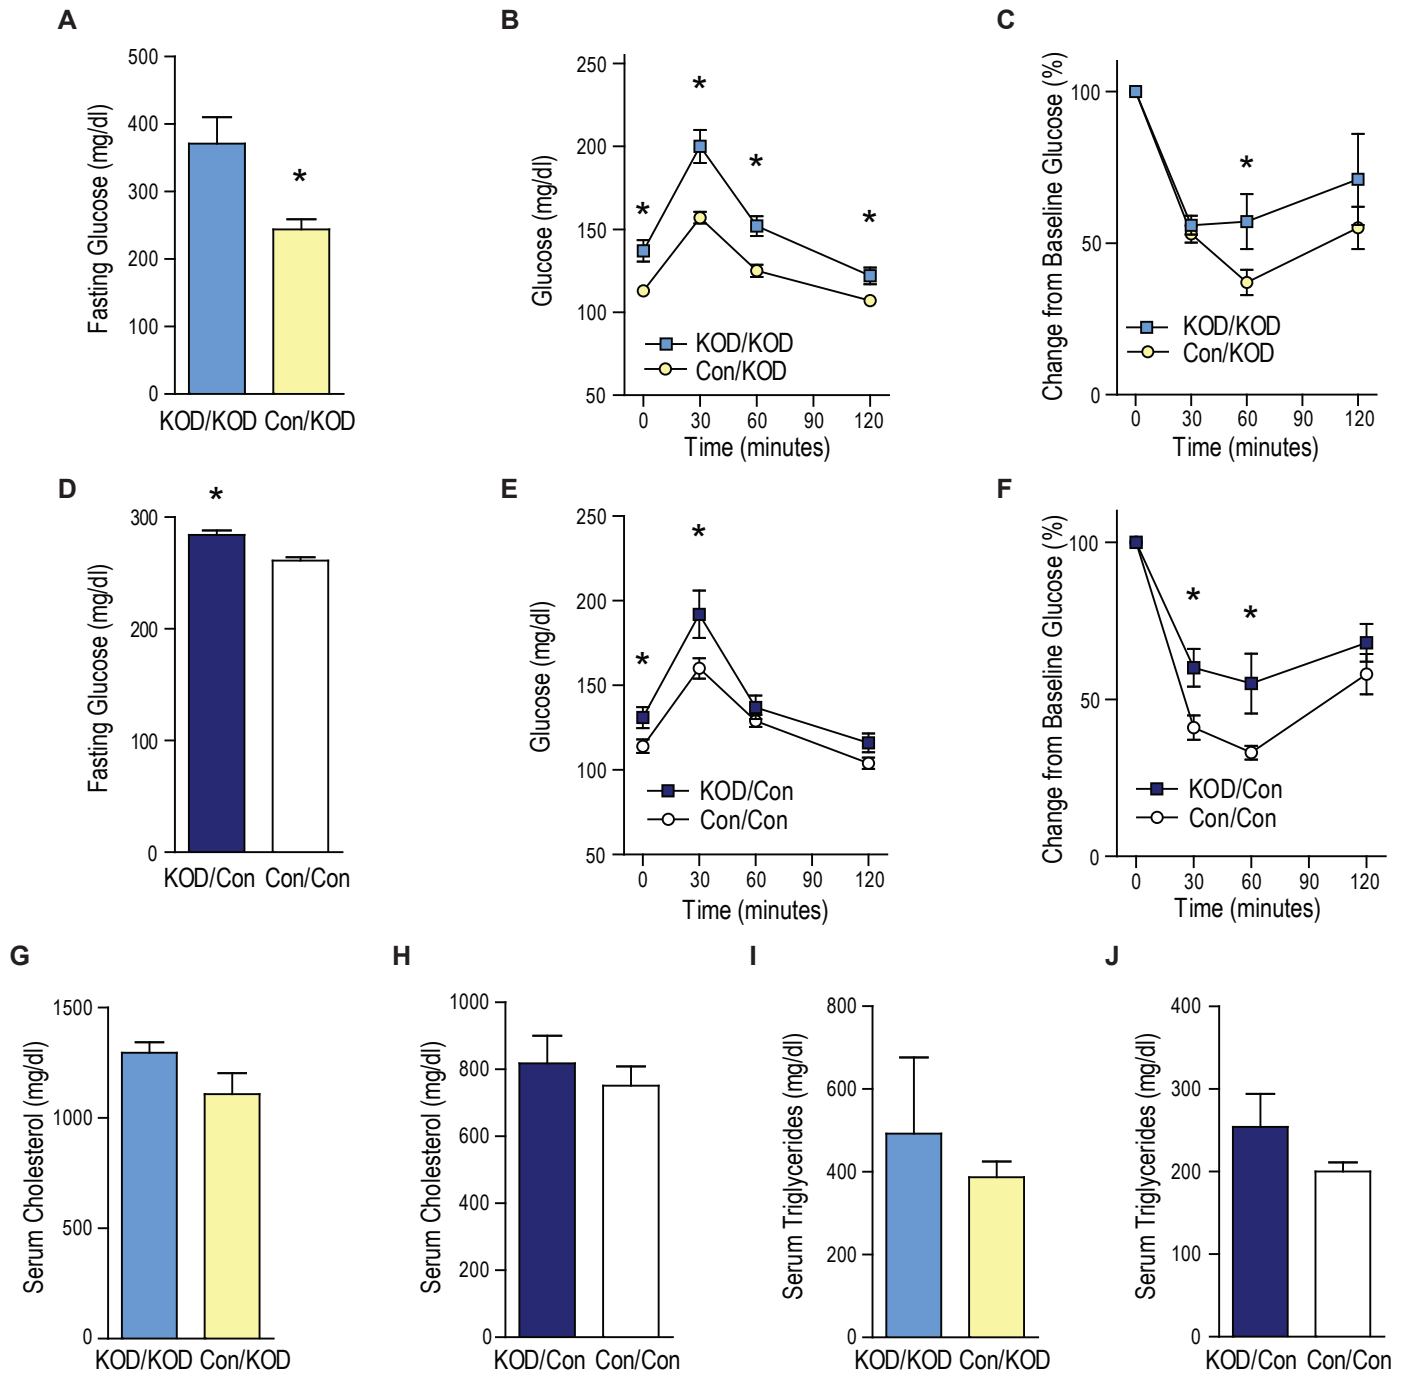 A
Fasting Glucose (mg/dl)
500
400
300
200
100
0
*
KOD/KOD Con/KOD
B
Glucose (mg/dl)
250
200
150
100
50
* * * *
KOD/KOD
Con/KOD
0 30 60 90 120
Time (minutes)
C
Change from Baseline Glucose (%)
100
50
0
*
KOD/KOD
Con/KOD
0 30 60 90 120
Time (minutes)
D
Fasting Glucose (mg/dl)
300
200
100
0
*
KOD/Con Con/Con
E
Glucose (mg/dl)
250
200
150
100
50
* *
KOD/Con
Con/Con
0 30 60 90 120
Time (minutes)
F
Change from Baseline Glucose (%)
100
50
0
* *
KOD/Con
Con/Con
0 30 60 90 120
Time (minutes)
G
Serum Cholesterol (mg/dl)
1500
1000
500
0
KOD/KOD Con/KOD
H
Serum Cholesterol (mg/dl)
1000
800
600
400
200
0
KOD/Con Con/Con
I
Serum Triglycerides (mg/dl)
800
600
400
200
0
KOD/KOD Con/KOD
J
Serum Triglycerides (mg/dl)
400
300
200
100
0
KOD/Con Con/Con